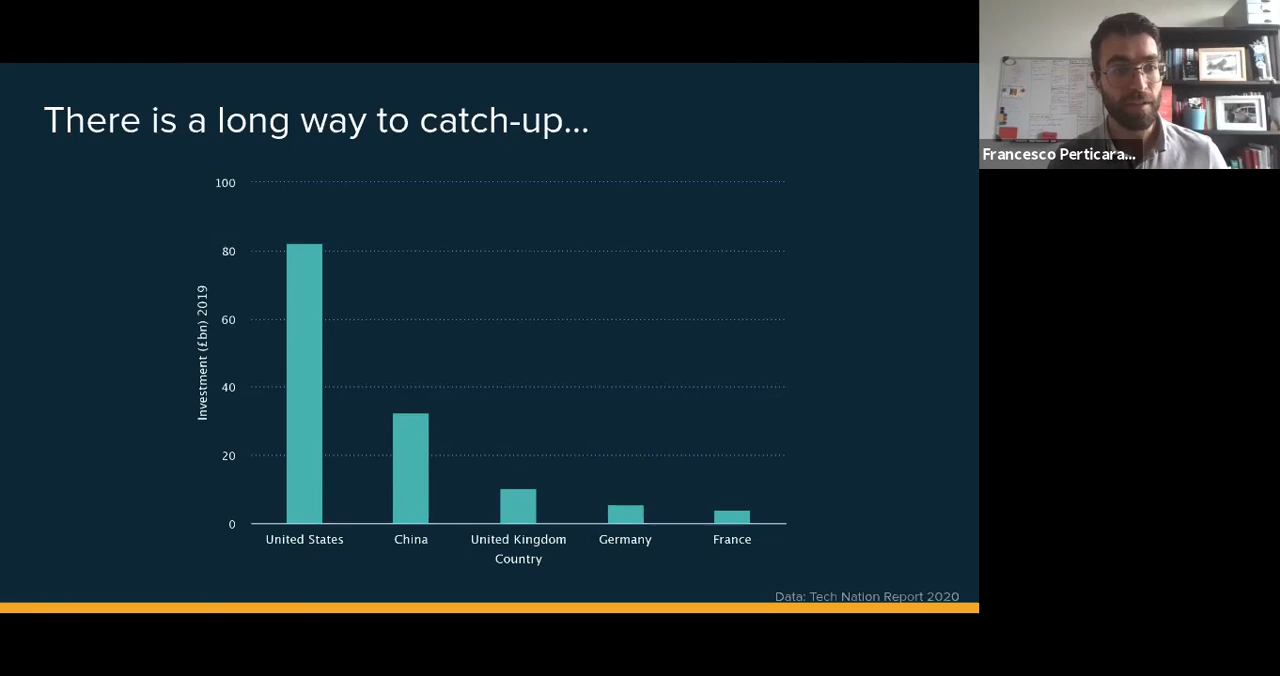 There is a long way to catch-up...
100
80
60
40
20
0
Investment (£bn) 2019
United States
China
United Kingdom
Germany
France
Country
Data: Tech Nation Report 2020
Francesco Perticara...